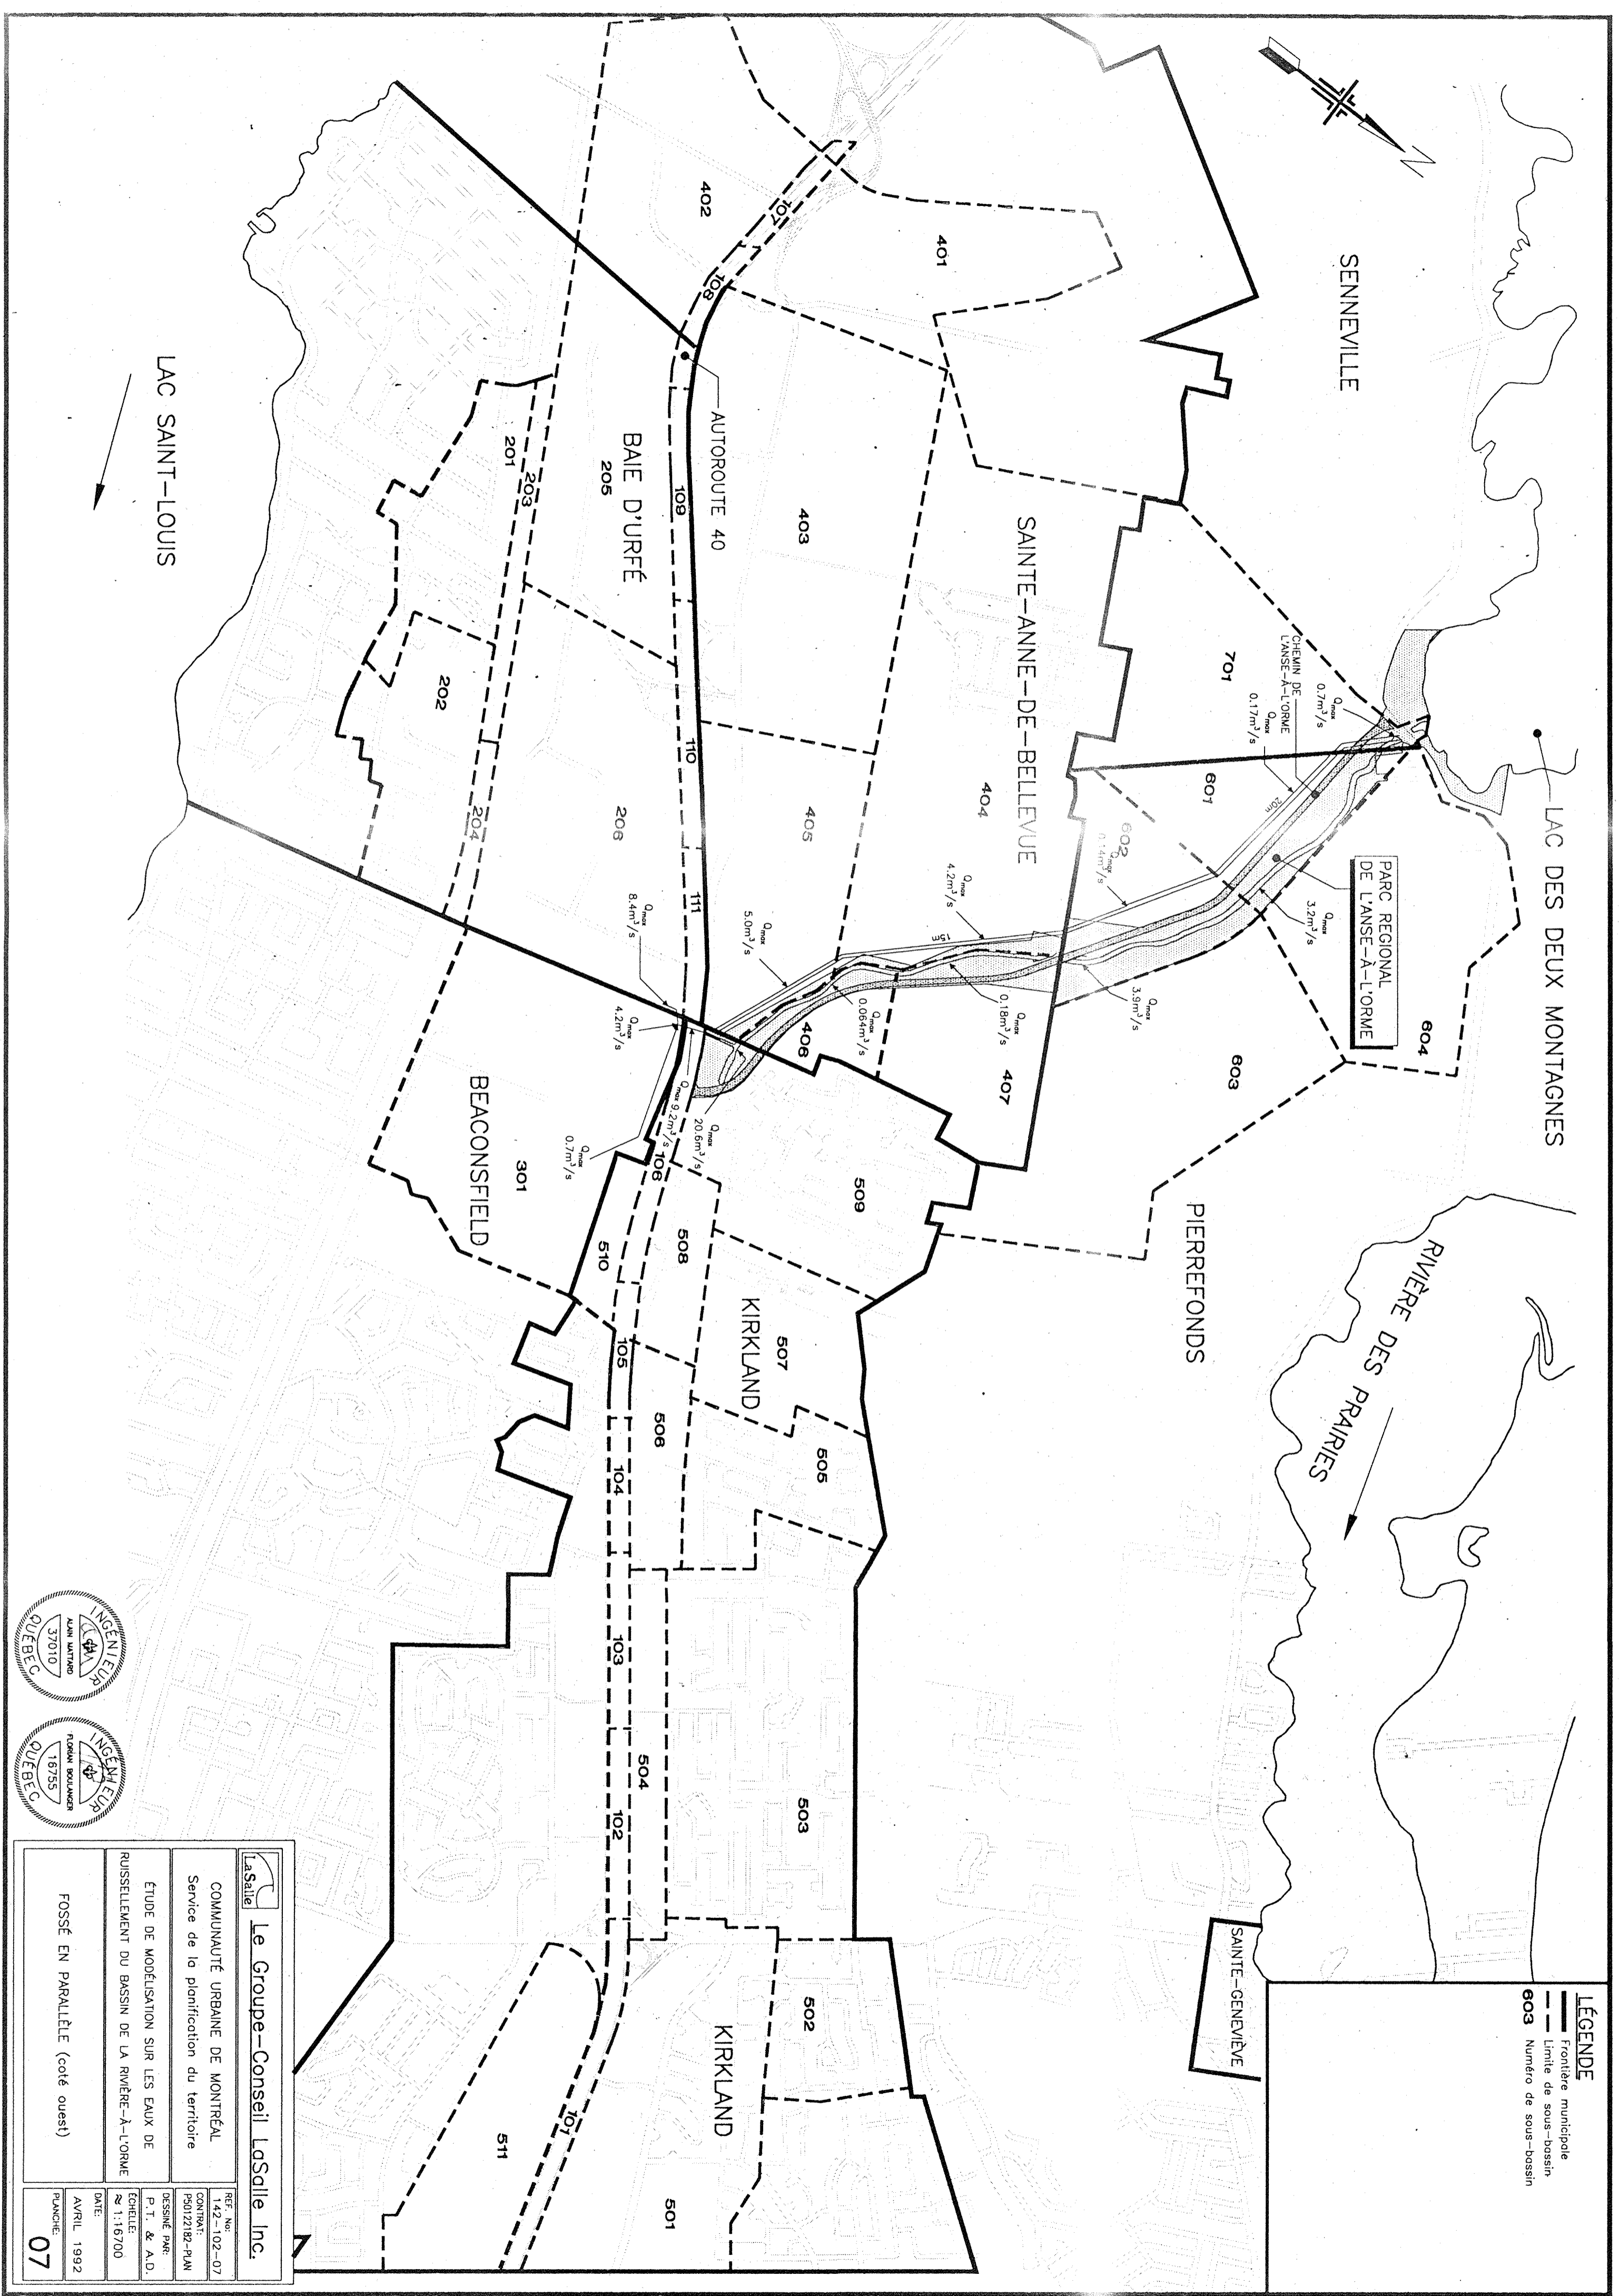 N
SENNEVILLE
LAC DES DEUX MONTAGNES
RIVIÈRE DES PRAIRIES
LAC SAINT-LOUIS
LÉGENDE
Frontière municipale
Limite de sous-bassin
603 Numéro de sous-bassin
SAINTE-GENEVIÈVE
PIERREFONDS
PARC REGIONAL
DE L'ANSE-À-L'ORME
CHEMIN DE
L'ANSE-À-L'ORME
SAINTE-ANNE-DE-BELLEVUE
BAIE D'URFÉ
AUTOROUTE 40
BEACONSFIELD
KIRKLAND
KIRKLAND
401
402
107
108
403
109
205
201
203
202
110
404
405
206
204
111
701
601
602
603
604
406
407
301
106
509
508
510
507
105
506
505
104
103
504
503
102
502
101
511
501
Qmax
0.7m³/s
Qmax
0.17m³/s
20m
Qmax
3.2m³/s
Qmax
3.9m³/s
Qmax
4.2m³/s
15m
Qmax
0.18m³/s
Qmax
0.064m³/s
Qmax
5.0m³/s
Qmax
8.4m³/s
Qmax
4.2m³/s
Qmax 9.2m³/s
Qmax
20.6m³/s
Qmax
0.7m³/s
INGÉNIEUR
ALAIN MATTARD
37010
QUÉBEC
INGÉNIEUR
FLORIAN BOULANGER
16755
QUÉBEC
LaSalle
Le Groupe-Conseil LaSalle Inc.
COMMUNAUTÉ URBAINE DE MONTRÉAL
Service de la planification du territoire
ÉTUDE DE MODÉLISATION SUR LES EAUX DE
RUISSELLEMENT DU BASSIN DE LA RIVIÈRE-À-L'ORME
FOSSÉ EN PARALLÈLE (coté ouest)
REF. No:
142-102-07
CONTRAT:
P50122182-PLAN
DESSINÉ PAR:
P.T. & A.D.
ÉCHELLE:
≈ 1:16700
DATE:
AVRIL 1992
PLANCHE:
07